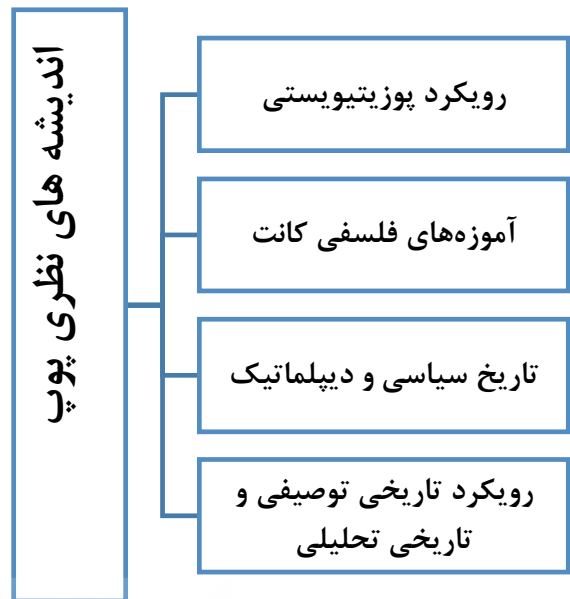 اندیشه های نظری پوپ
رویکرد پوزیتیویستی
آموزه‌های فلسفی کانت
تاریخ سیاسی و دیپلماتیک
رویکرد تاریخی توصیفی و
تاریخی تحلیلی